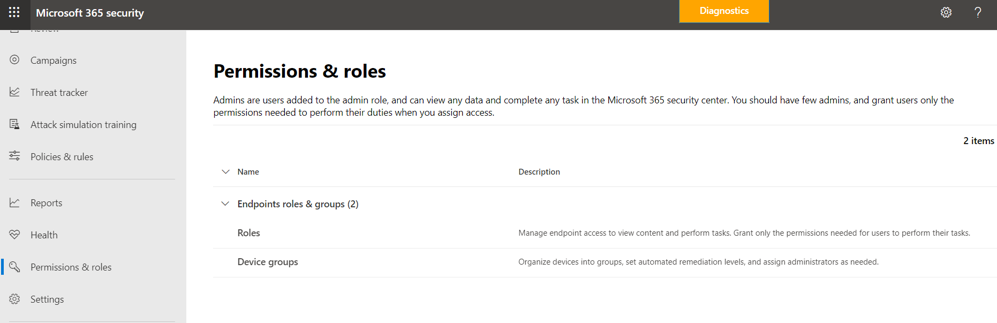 Microsoft 365 security
Diagnostics
?
Review
Campaigns
Threat tracker
Attack simulation training
Policies & rules
Reports
Health
Permissions & roles
Settings
Permissions & roles
Admins are users added to the admin role, and can view any data and complete any task in the Microsoft 365 security center. You should have few admins, and grant users only the
permissions needed to perform their duties when you assign access.
2 items
Name Description
Endpoints roles & groups (2)
Roles Manage endpoint access to view content and perform tasks. Grant only the permissions needed for users to perform their tasks.
Device groups Organize devices into groups, set automated remediation levels, and assign administrators as needed.